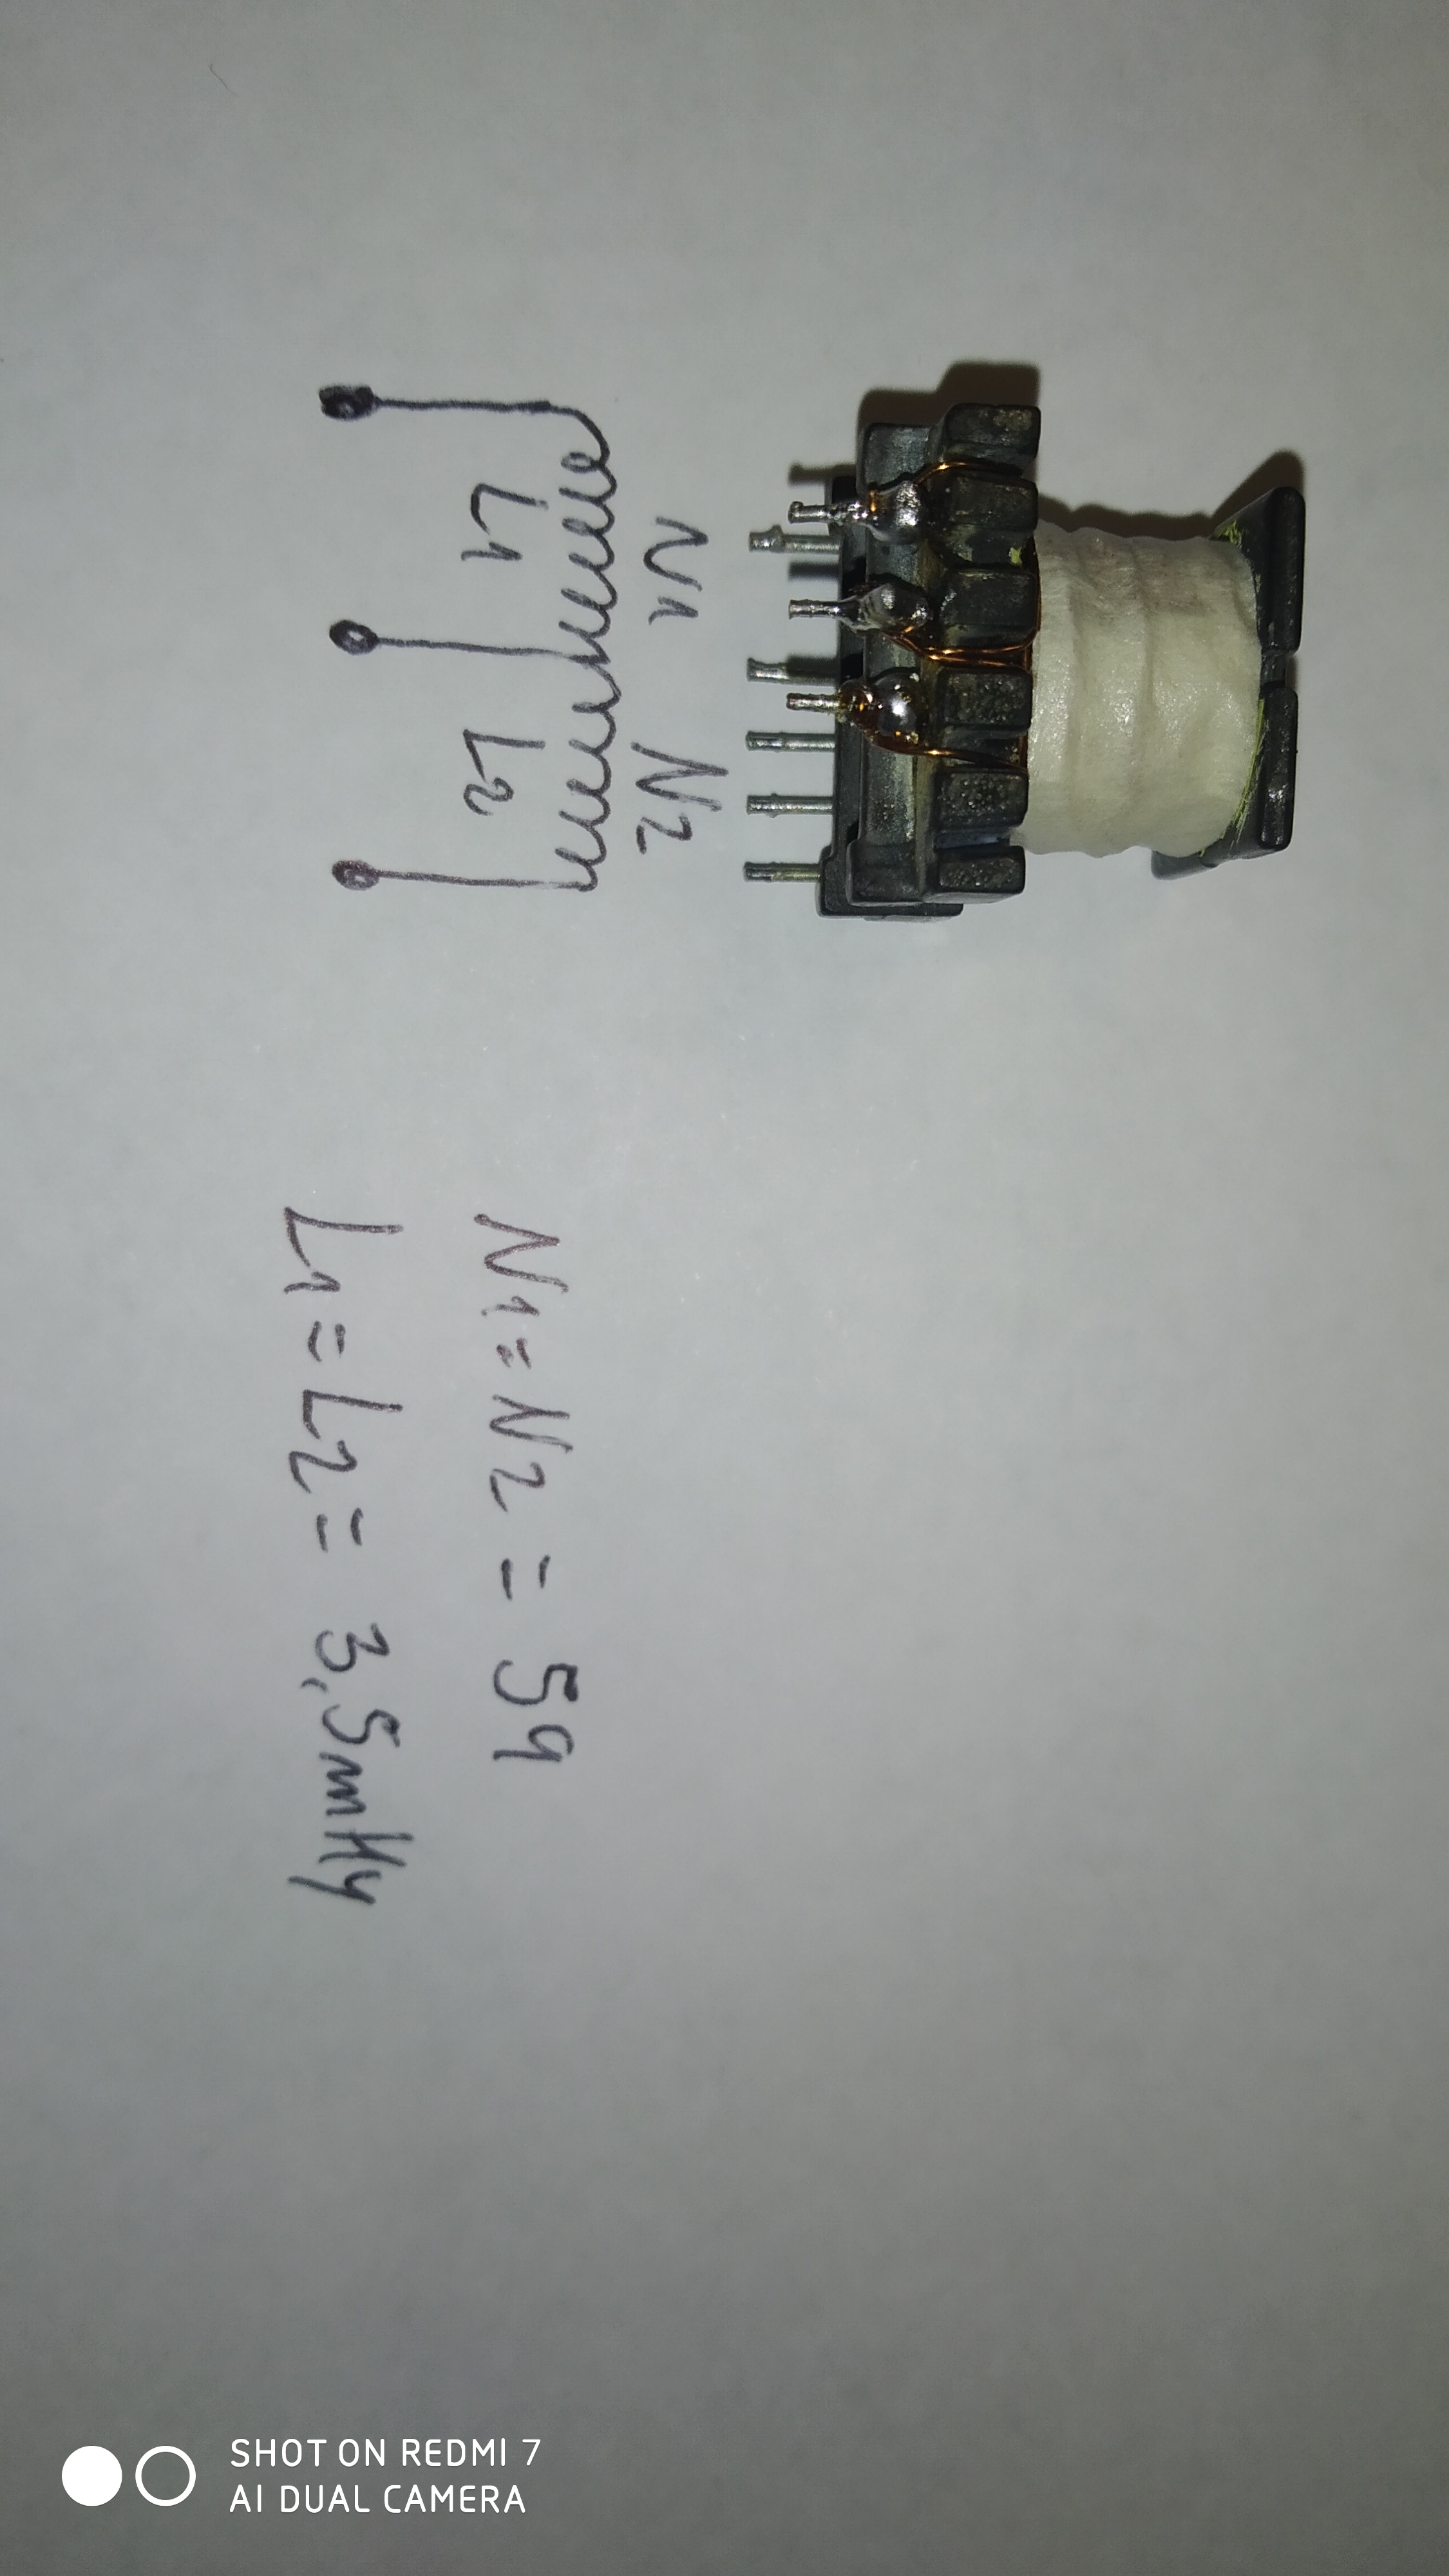 N1 N2
L1 L2
N1 = N2 = 59
L1 = L2 = 3,5mHy
SHOT ON REDMI 7
AI DUAL CAMERA